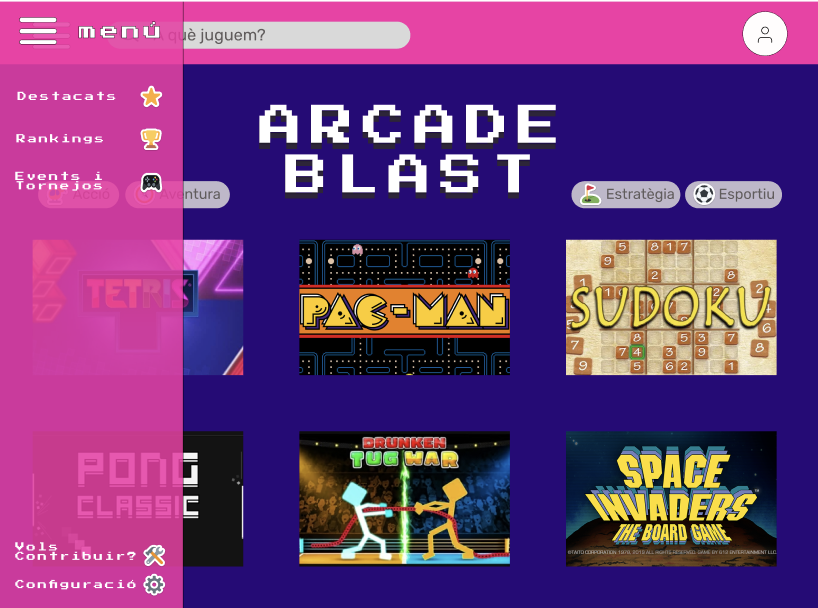 menú
què juguem?
Destacats
Rankings
Events i
Tornejos
ARCADE
BLAST
Acció
Aventura
Estratègia
Esportiu
TETRIS
PAC-MAN
SUDOKU
PONG
CLASSIC
DRUNKEN
TUG WAR
SPACE
INVADERS
THE BOARD GAME
Vols
Contribuir?
Configuració